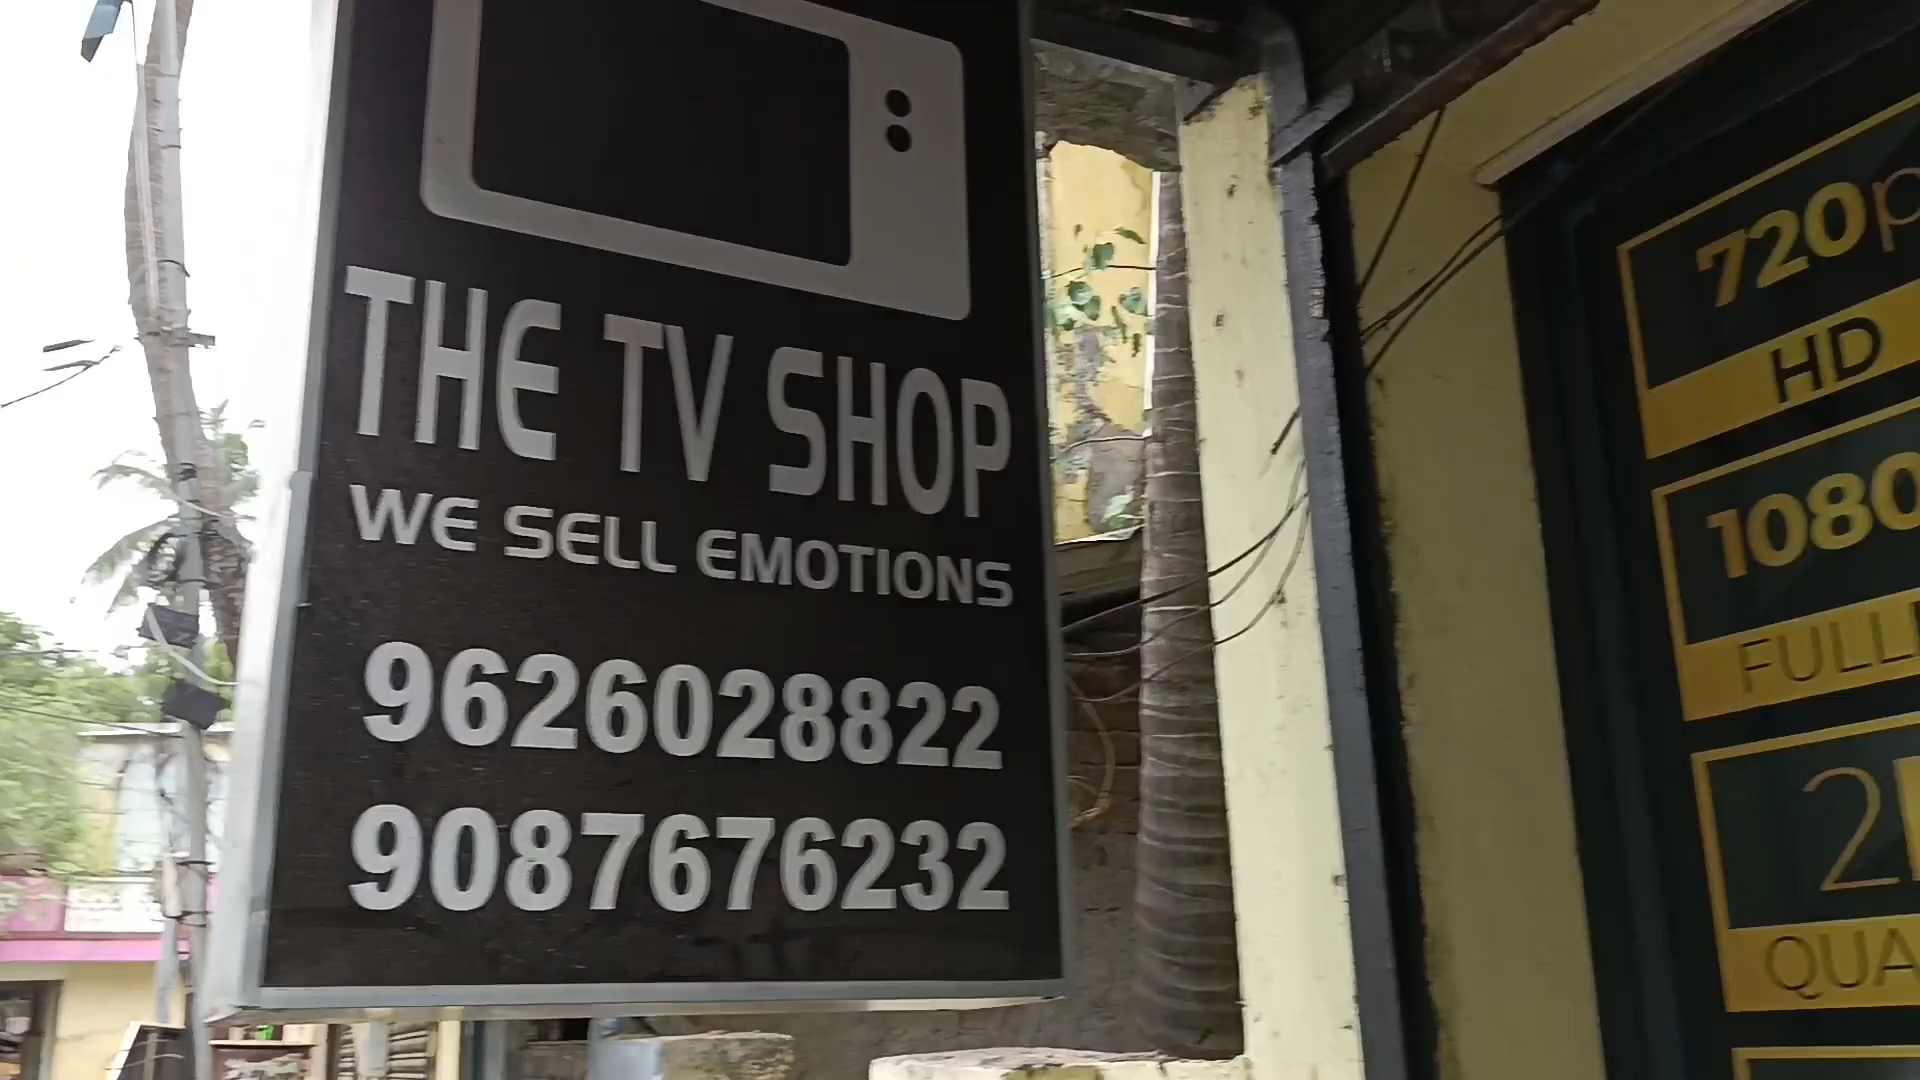 THE TV SHOP
WE SELL EMOTIONS
9626028822
9087676232
720p
HD
1080
FULL
2
QUA